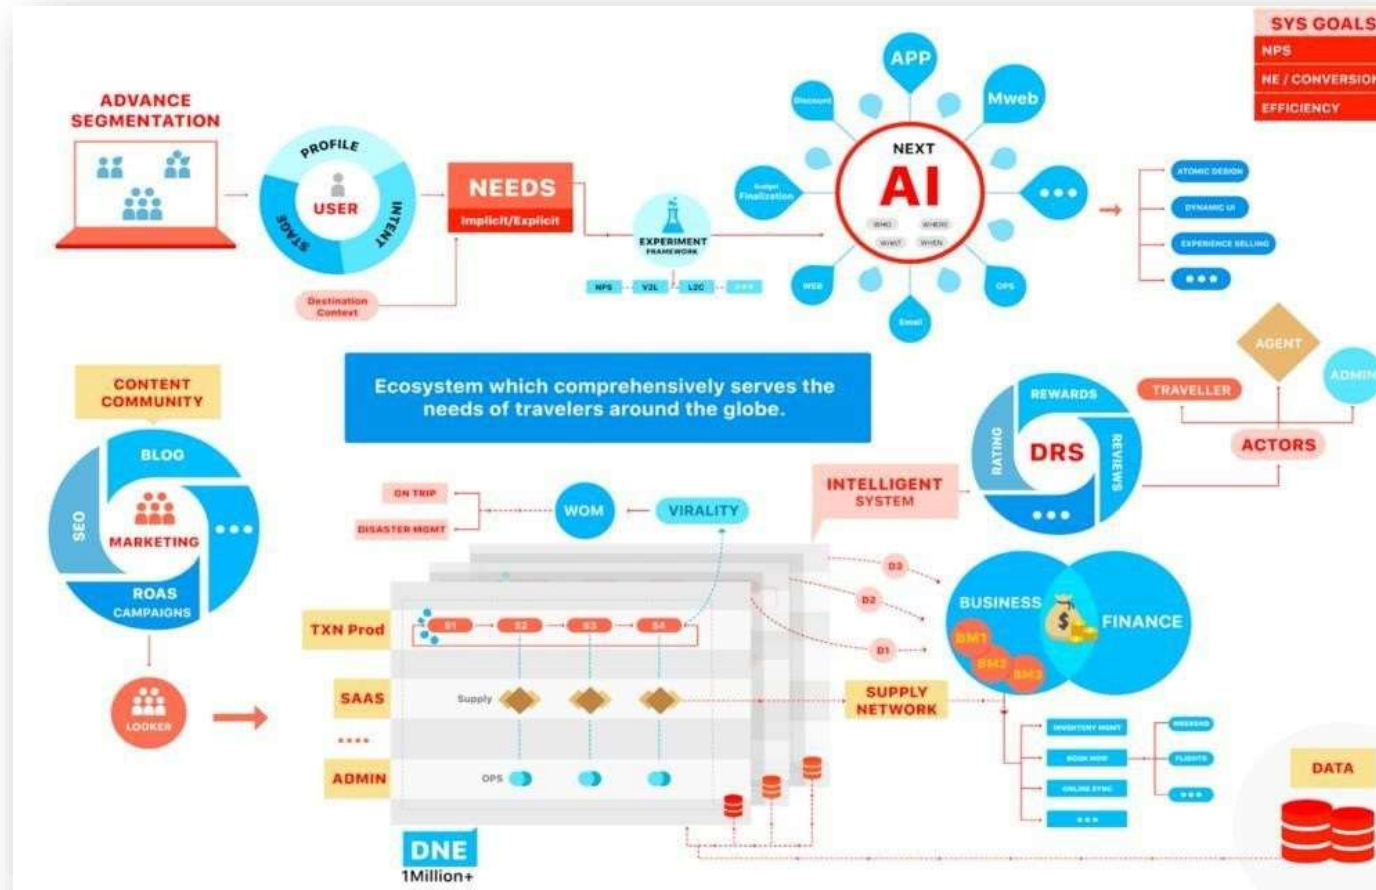 SYS GOALS
NPS
NE / CONVERSION
EFFICIENCY
ADVANCE
SEGMENTATION
PROFILE
INTENT
STAGE
USER
NEEDS
Implicit/Explicit
Destination
Context
EXPERIMENT
FRAMEWORK
NPS
V2L
L2C
APP
Mweb
Discount
Budget
Finalization
WEB
Email
OPS
NEXT
AI
WHO
WHERE
WHAT
WHEN
ATOMIC DESIGN
DYNAMIC UI
EXPERIENCE SELLING
CONTENT
COMMUNITY
BLOG
SEO
MARKETING
ROAS
CAMPAIGNS
LOOKER
Ecosystem which comprehensively serves the
needs of travelers around the globe.
AGENT
ADMIN
TRAVELLER
ACTORS
REWARDS
RATING
REVIEWS
DRS
INTELLIGENT
SYSTEM
ON TRIP
DISASTER MGMT
WOM
VIRALITY
D3
D2
D1
BUSINESS
FINANCE
$
BM1
BM2
BM3
TXN Prod
S1
S2
S3
S4
SAAS
Supply
SUPPLY
NETWORK
ADMIN
OPS
INVENTORY MGMT
BOOK NOW
ONLINE SYNC
WEEKEND
FLIGHTS
DATA
DNE
1Million+